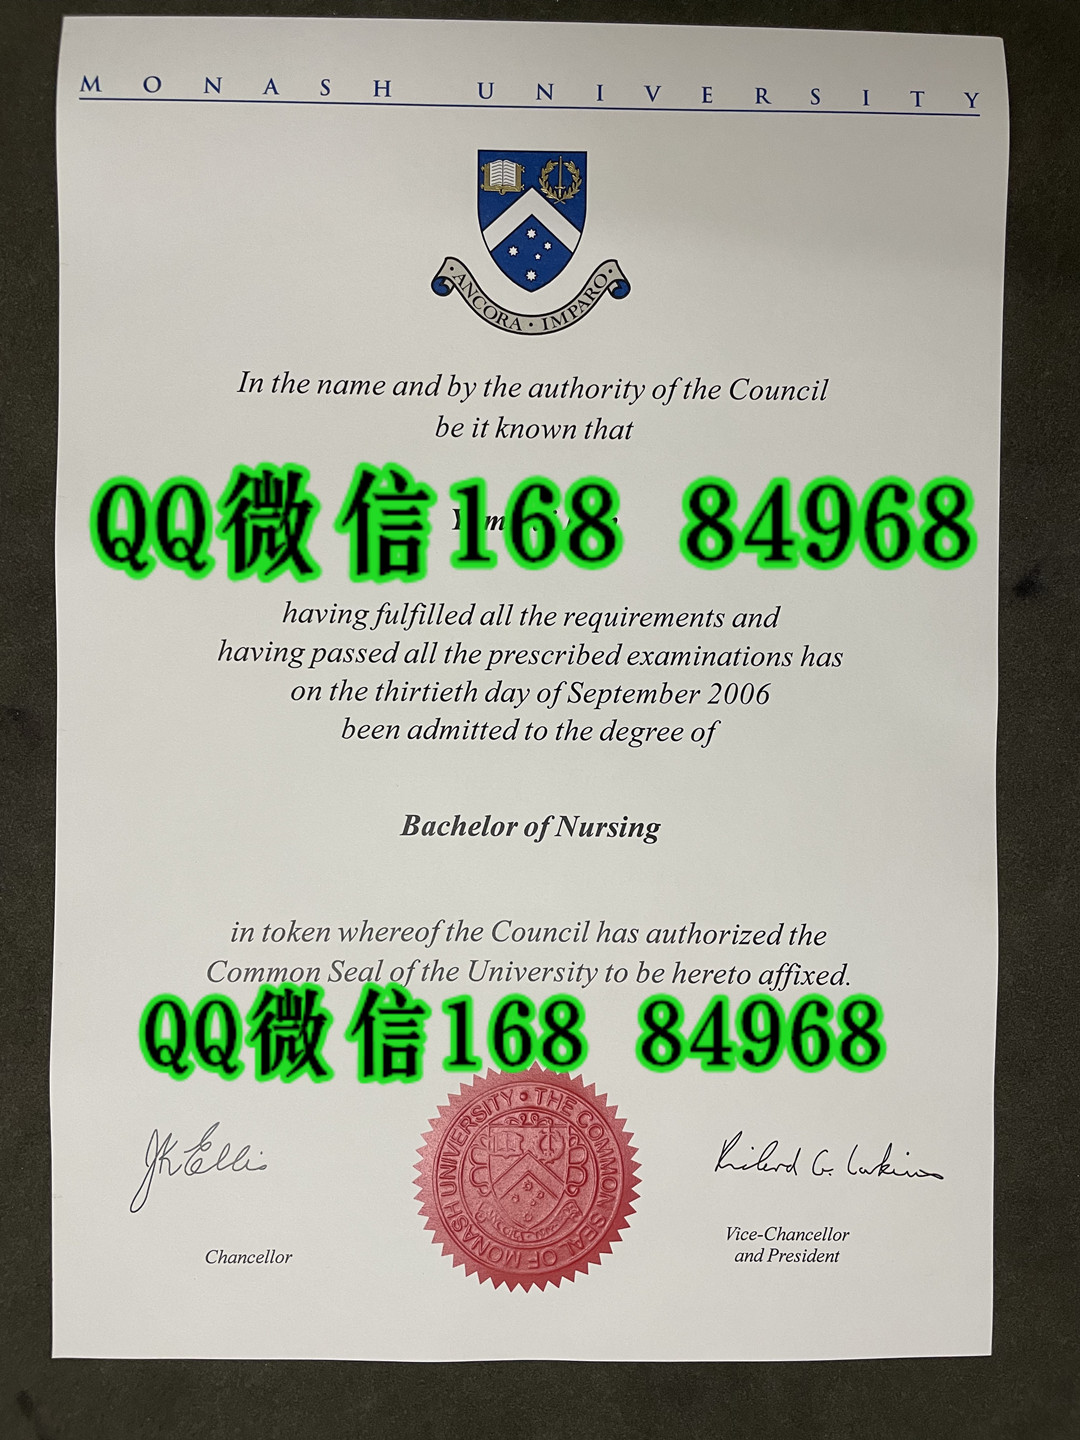 MONASH UNIVERSITY
ANCORA · IMPARO
In the name and by the authority of the Council
be it known that
QQ微信168 84968
having fulfilled all the requirements and
having passed all the prescribed examinations has
on the thirtieth day of September 2006
been admitted to the degree of
Bachelor of Nursing
in token whereof the Council has authorized the
Common Seal of the University to be hereto affixed.
QQ微信168 84968
THE COMMON SEAL OF MONASH UNIVERSITY ·
JK Ellis
Chancellor
Vice-Chancellor
and President